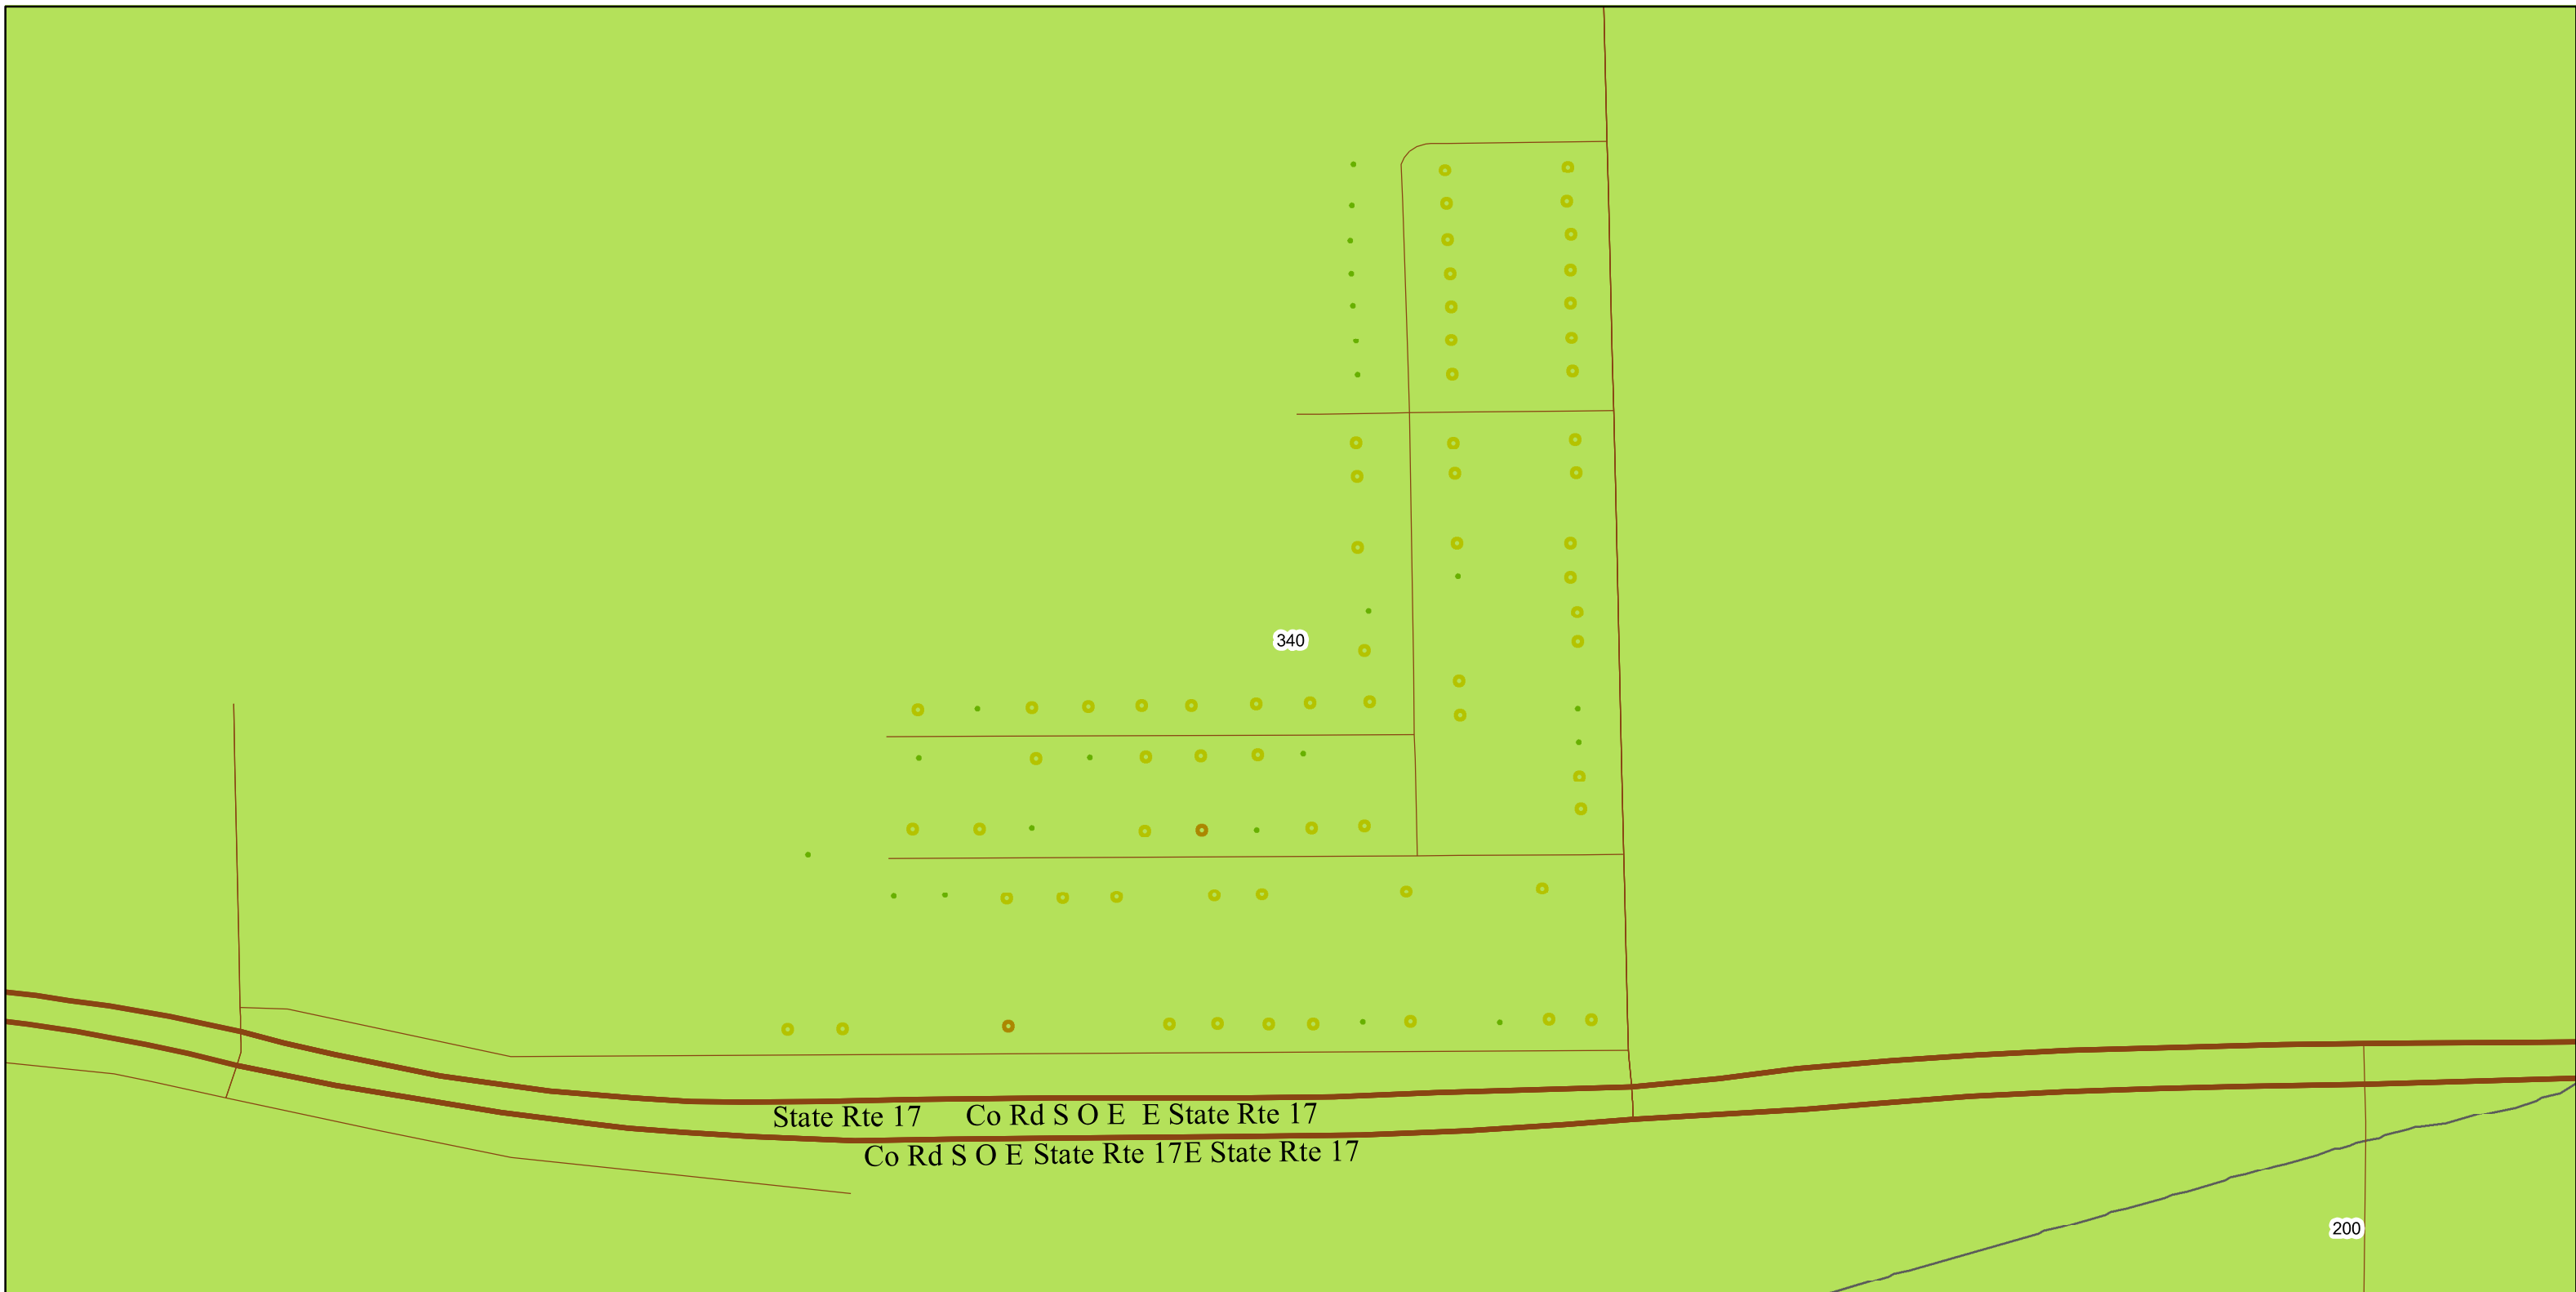 340
State Rte 17 Co Rd S O E E State Rte 17
Co Rd S O E State Rte 17E State Rte 17
200